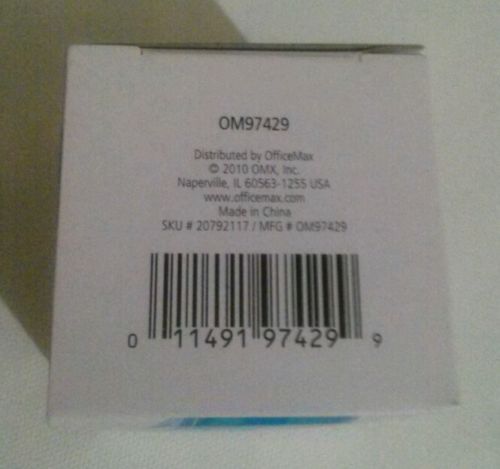 OM97429
Distributed by OfficeMax
© 2010 OMX, Inc.
Naperville, IL 60563-1255 USA
www.officemax.com
Made in China
SKU # 20792117 / MFG # OM97429
0 11491 97429 9